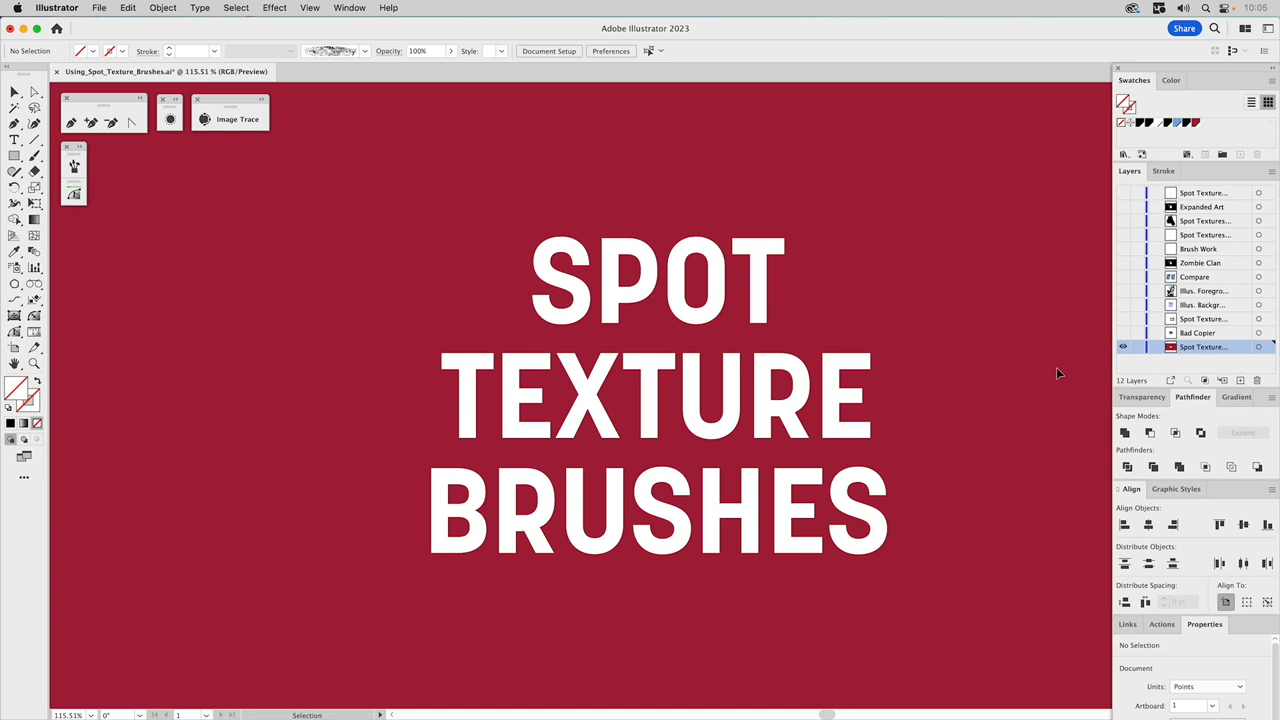 Illustrator File Edit Object Type Select Effect View Window Help 10:05
Adobe Illustrator 2023 Share
No Selection Stroke: Opacity: 100% Style: Document Setup Preferences
Using_Spot_Texture_Brushes.ai* @ 115.51 % (RGB/Preview)
Image Trace
SPOT
TEXTURE
BRUSHES
Swatches Color
Layers Stroke
Spot Texture...
Expanded Art
Spot Textures...
Spot Textures...
Brush Work
Zombie Clan
Compare
Illus. Foregro...
Illus. Backgr...
Spot Texture...
Bad Copier
Spot Texture...
12 Layers
Transparency Pathfinder Gradient
Shape Modes:
Expand
Pathfinders:
Align Graphic Styles
Align Objects:
Distribute Objects:
Distribute Spacing: Align To:
0 pt
Links Actions Properties
No Selection
Document
Units: Points
Artboard: 1
115.51% 0° 1 Selection